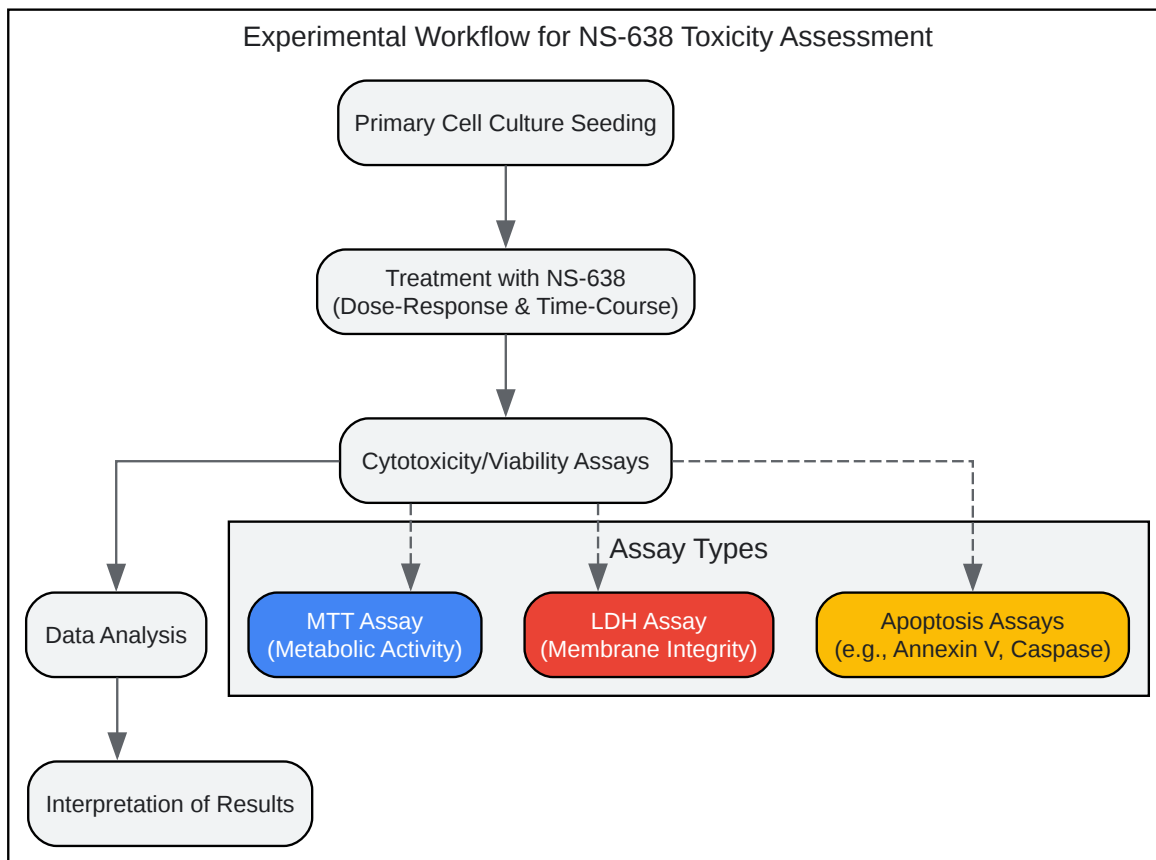 Experimental Workflow for NS-638 Toxicity Assessment
Primary Cell Culture Seeding
Treatment with NS-638
(Dose-Response & Time-Course)
Cytotoxicity/Viability Assays
Assay Types
Data Analysis
MTT Assay
(Metabolic Activity)
LDH Assay
(Membrane Integrity)
Apoptosis Assays
(e.g., Annexin V, Caspase)
Interpretation of Results